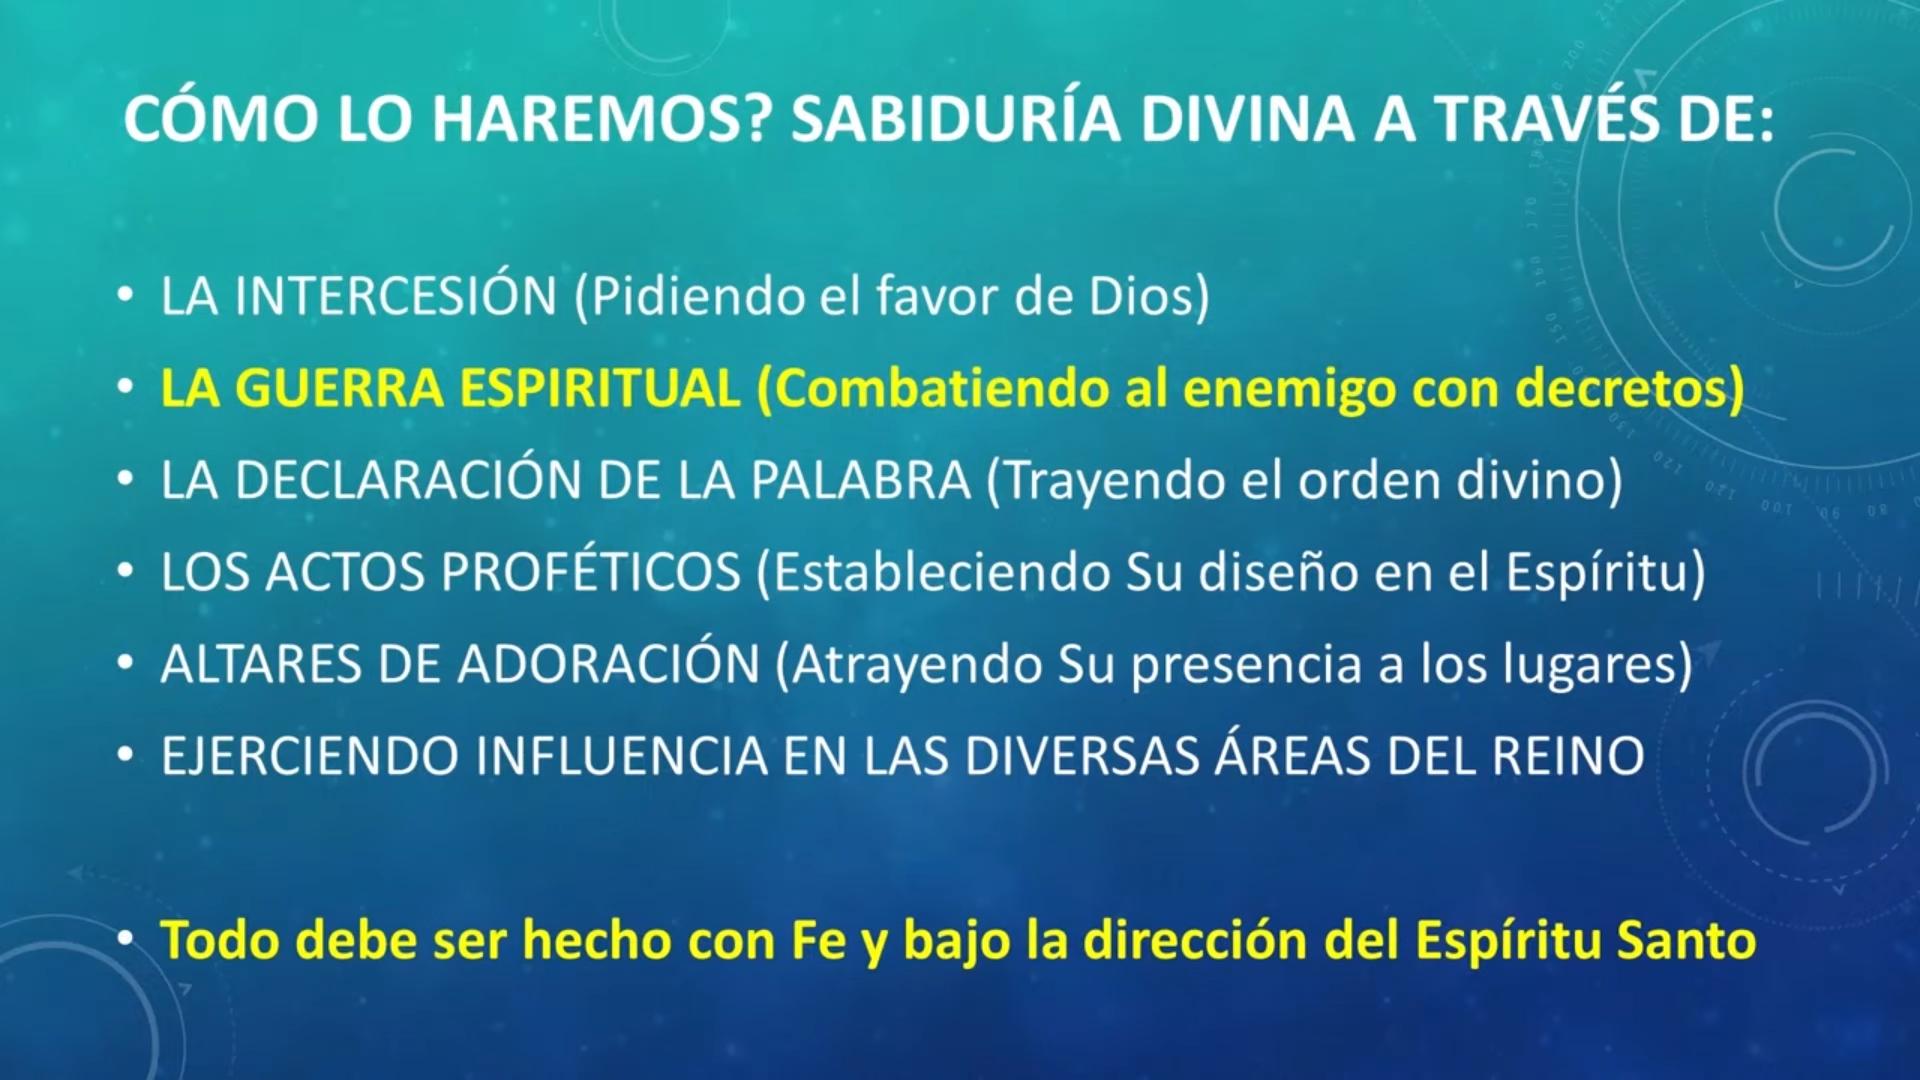 CÓMO LO HAREMOS? SABIDURÍA DIVINA A TRAVÉS DE:
• LA INTERCESIÓN (Pidiendo el favor de Dios)
• LA GUERRA ESPIRITUAL (Combatiendo al enemigo con decretos)
• LA DECLARACIÓN DE LA PALABRA (Trayendo el orden divino)
• LOS ACTOS PROFÉTICOS (Estableciendo Su diseño en el Espíritu)
• ALTARES DE ADORACIÓN (Atrayendo Su presencia a los lugares)
• EJERCIENDO INFLUENCIA EN LAS DIVERSAS ÁREAS DEL REINO
• Todo debe ser hecho con Fe y bajo la dirección del Espíritu Santo